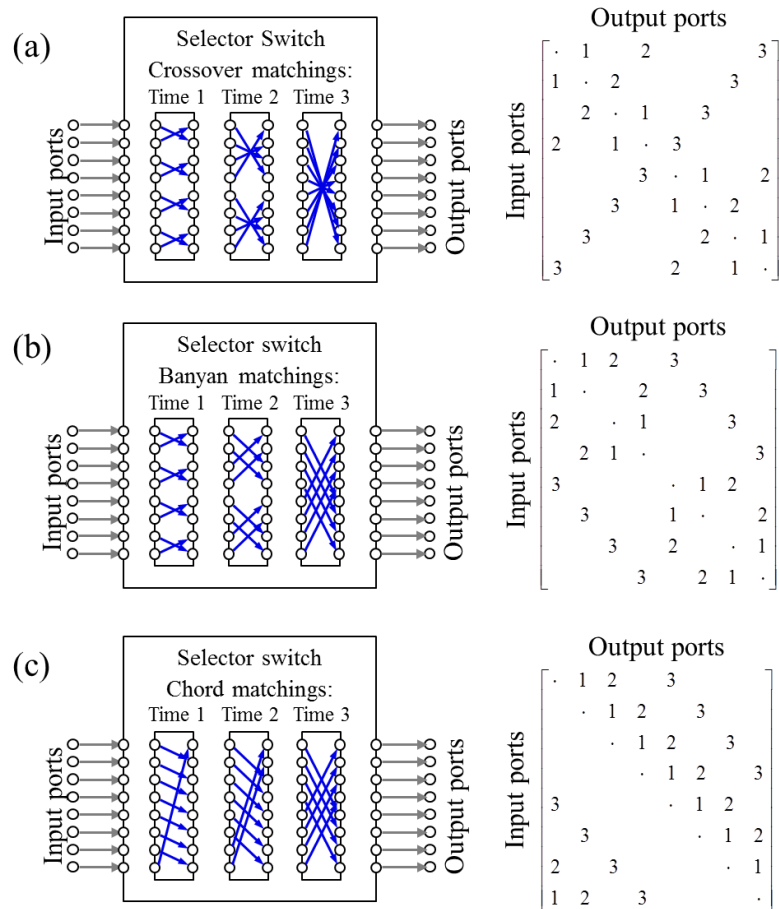 (a)
Selector Switch
Crossover matchings:
Time 1 Time 2 Time 3
Input ports
Output ports
Output ports
Input ports
· 1 2 3
1 · 2 3
2 · 1 3
2 1 · 3
3 · 1 2
3 1 · 2
3 2 · 1
3 2 1 ·
(b)
Selector switch
Banyan matchings:
Time 1 Time 2 Time 3
Input ports
Output ports
Output ports
Input ports
· 1 2 3
1 · 2 3
2 · 1 3
2 1 · 3
3 · 1 2
3 1 · 2
3 2 · 1
3 2 1 ·
(c)
Selector switch
Chord matchings:
Time 1 Time 2 Time 3
Input ports
Output ports
Output ports
Input ports
· 1 2 3
· 1 2 3
· 1 2 3
· 1 2 3
3 · 1 2
3 · 1 2
2 3 · 1
1 2 3 ·